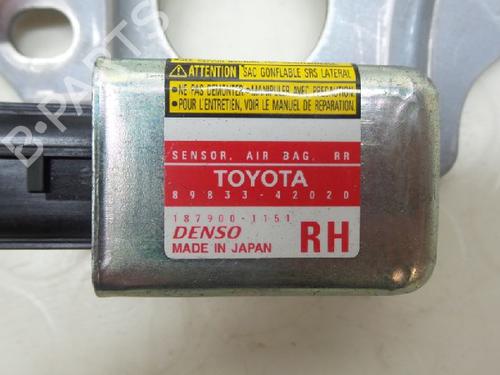 ATTENTION SAC GONFLABLE SRS LATERAL
•NE PAS DEMONTER •MANIPULER AVEC PRECAUTION
•POUR L'ENTRETIEN, VOIR LE MANUEL DE REPARATION
SENSOR, AIR BAG, RR
TOYOTA
89833-42020
187900-1151
DENSO
MADE IN JAPAN
RH
B-PARTS